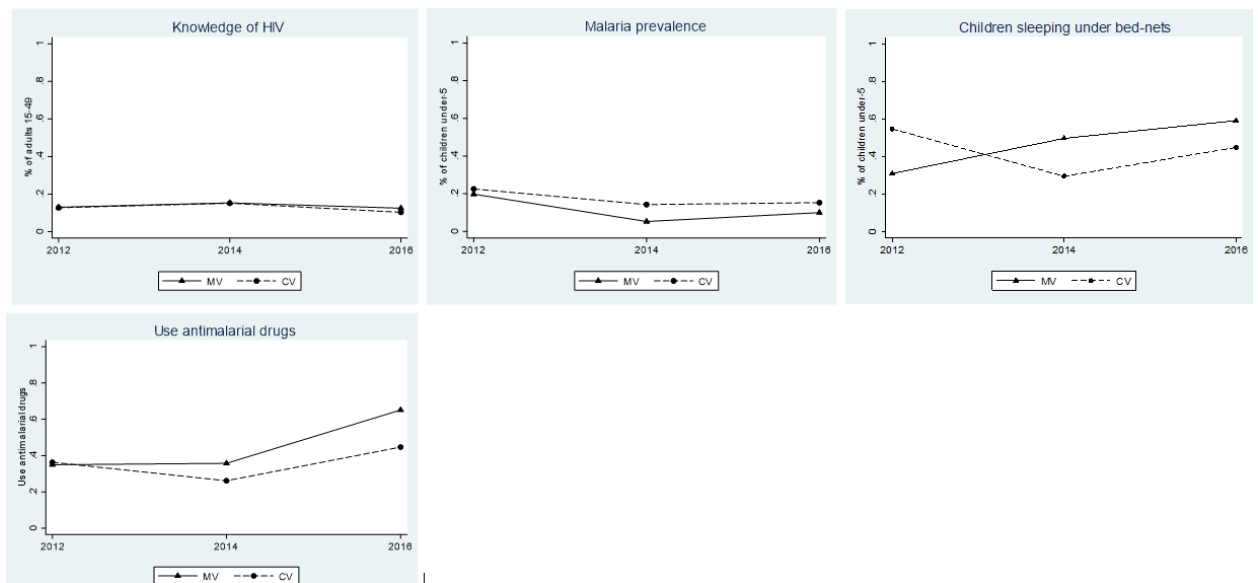 Knowledge of HIV
% of adults 15-49
1
.8
.6
.4
.2
0
2012 2014 2016
MV CV
Malaria prevalence
% of children under-5
1
.8
.6
.4
.2
0
2012 2014 2016
MV CV
Children sleeping under bed-nets
% of children under-5
1
.8
.6
.4
.2
0
2012 2014 2016
MV CV
Use antimalarial drugs
Use antimalarial drugs
1
.8
.6
.4
.2
0
2012 2014 2016
MV CV